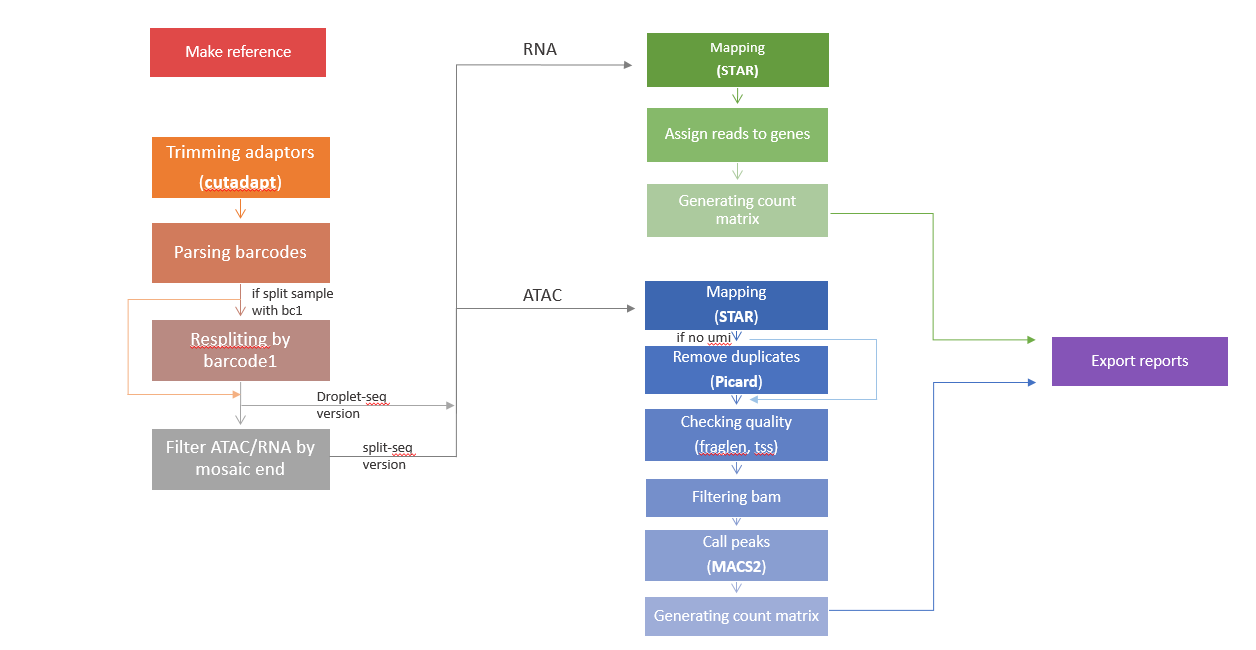 Make reference
Trimming adaptors
(cutadapt)
Parsing barcodes
if split sample
with bc1
Respliting by
barcode1
Droplet-seq
version
Filter ATAC/RNA by
mosaic end
split-seq
version
RNA
Mapping
(STAR)
Assign reads to genes
Generating count
matrix
ATAC
Mapping
(STAR)
if no umi
Remove duplicates
(Picard)
Checking quality
(fraglen, tss)
Filtering bam
Call peaks
(MACS2)
Generating count matrix
Export reports